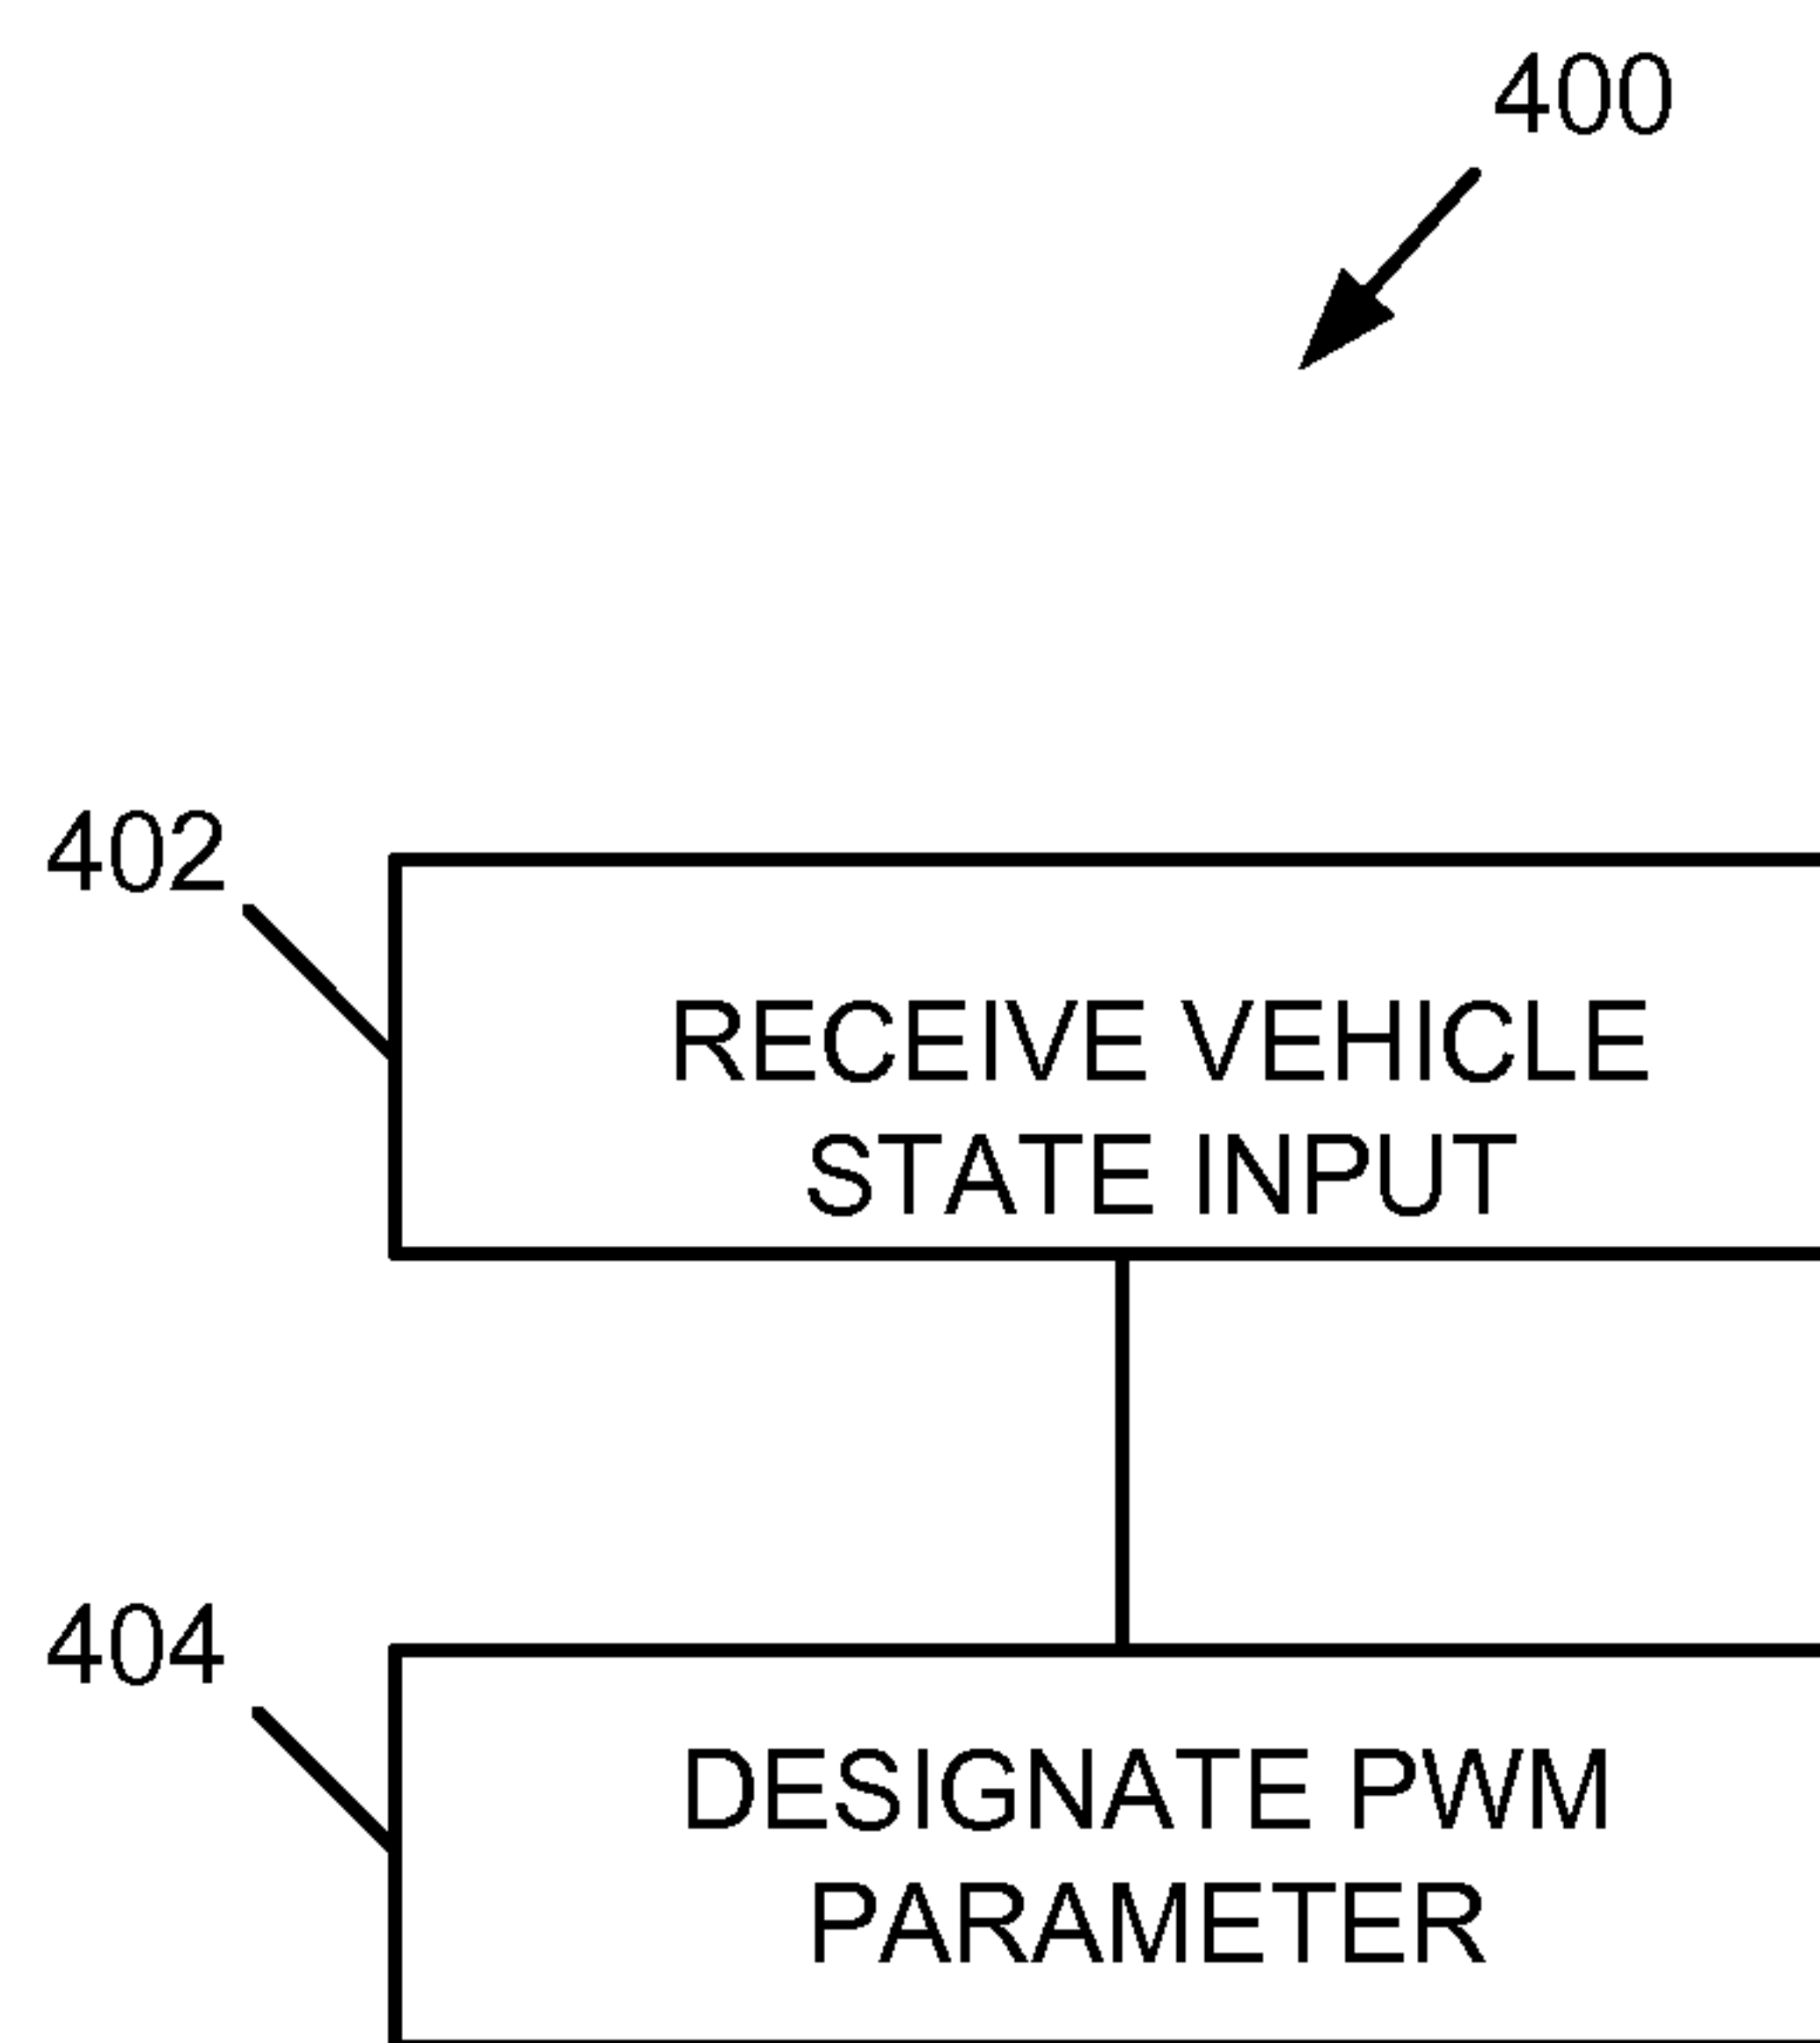 400
402
RECEIVE VEHICLE
STATE INPUT
404
DESIGNATE PWM
PARAMETER